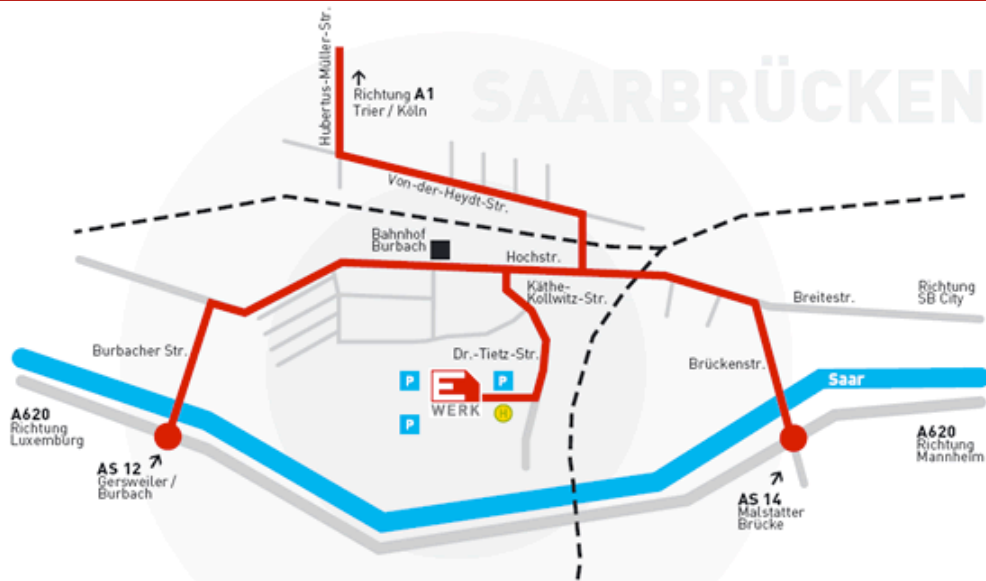 SAARBRÜCKEN
Hubertus-Müller-Str.
Richtung A1
Trier / Köln
Von-der-Heydt-Str.
Bahnhof
Burbach
Hochstr.
Käthe-
Kollwitz-Str.
Richtung
SB City
Breitestr.
Burbacher Str.
Dr.-Tietz-Str.
Brückenstr.
P
P
E
WERK
H
P
Saar
A620
Richtung
Luxemburg
A620
Richtung
Mannheim
AS 12
Gersweiler /
Burbach
AS 14
Malstatter
Brücke